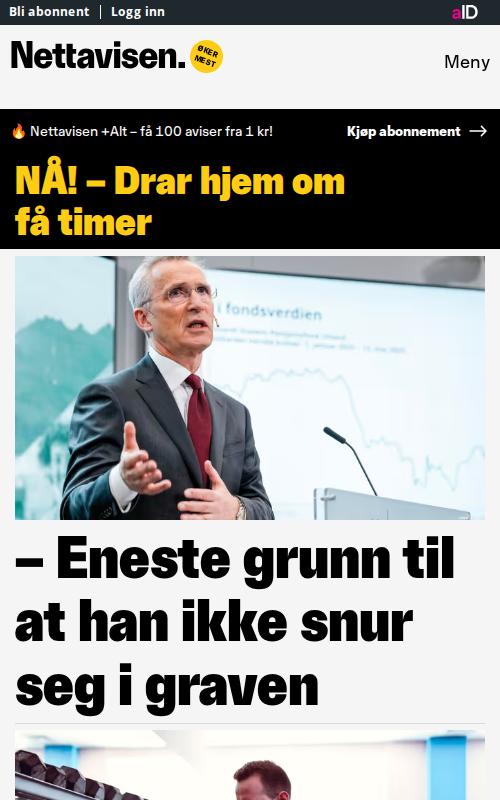 Bli abonnent | Logg inn
aID
Nettavisen.
ØKER
MEST
Meny
Nettavisen +Alt – få 100 aviser fra 1 kr!
Kjøp abonnement
NÅ! – Drar hjem om
få timer
i fondsverdien
– Eneste grunn til
at han ikke snur
seg i graven